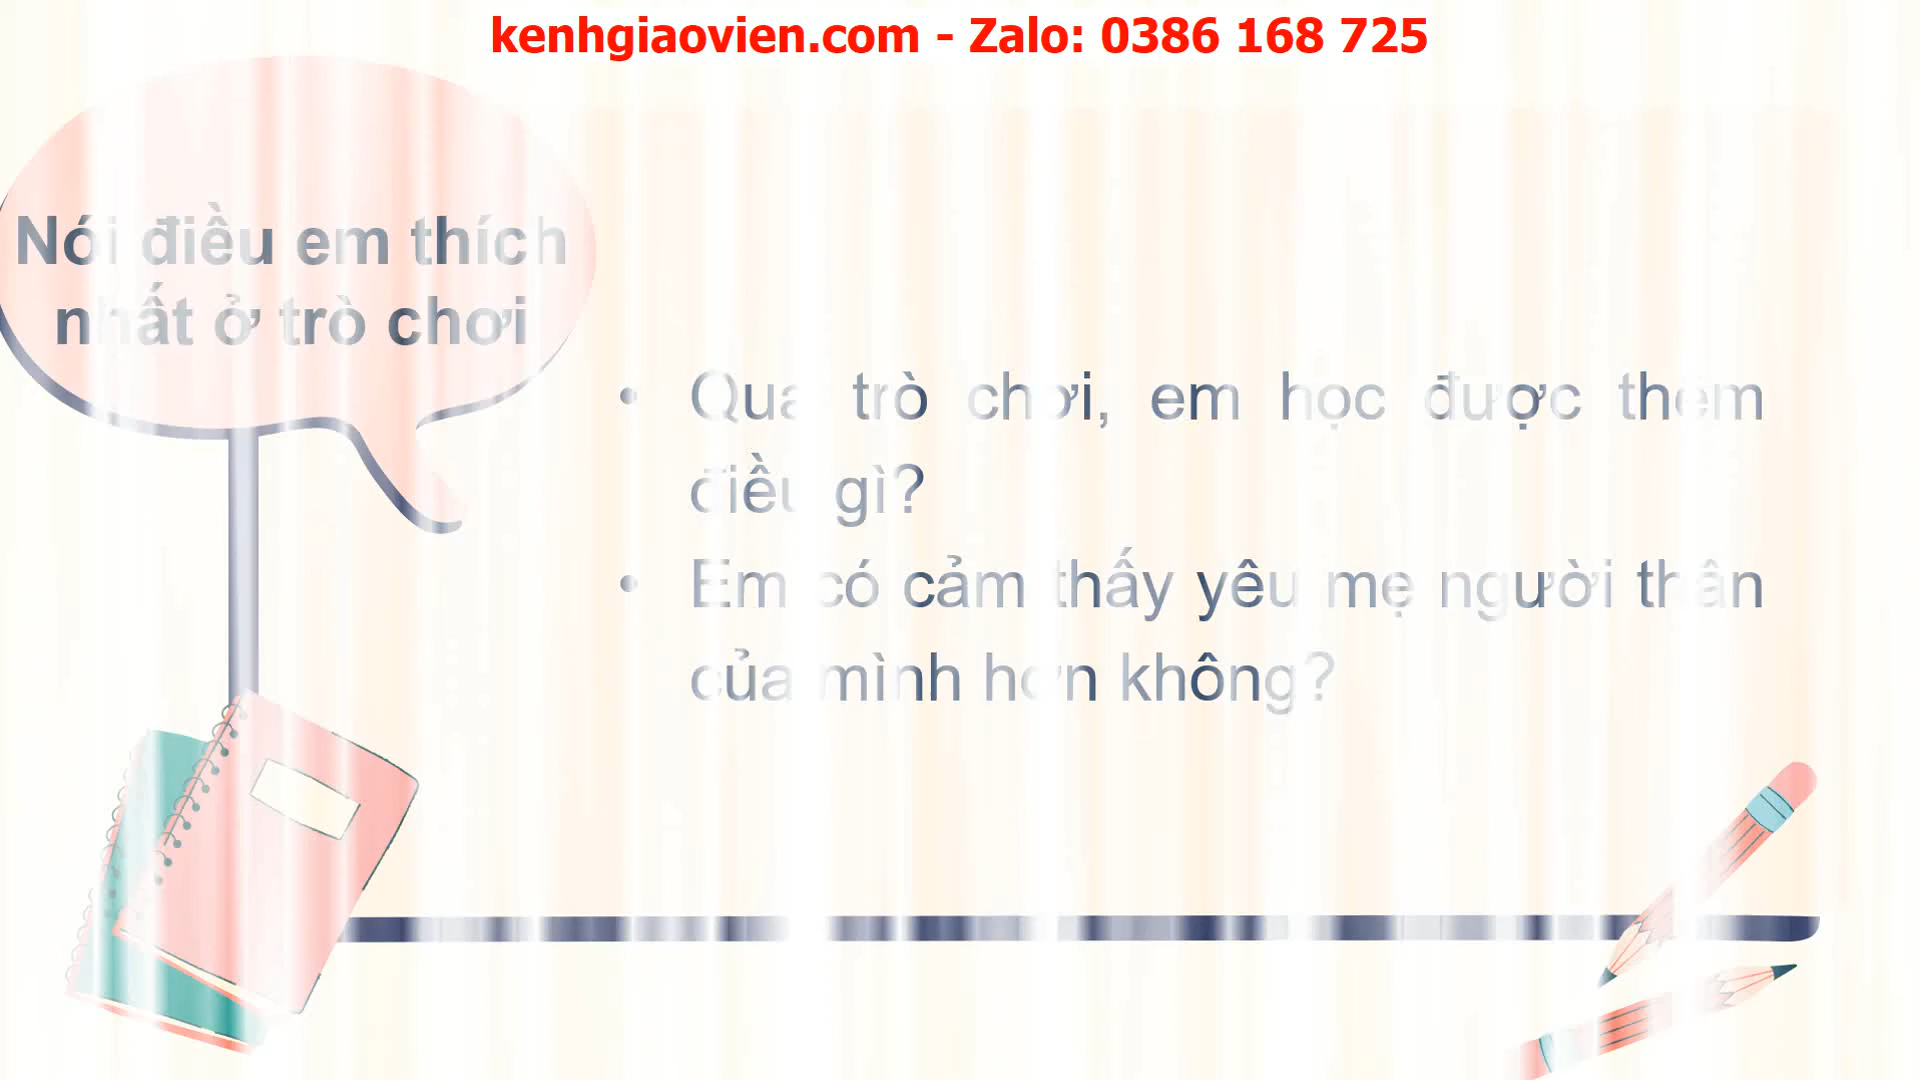 kenhgiaovien.com - Zalo: 0386 168 725
Nói điều em thích
nhất ở trò chơi
• Qua trò chơi, em học được thêm
điều gì?
• Em có cảm thấy yêu mẹ người thân
của mình hơn không?